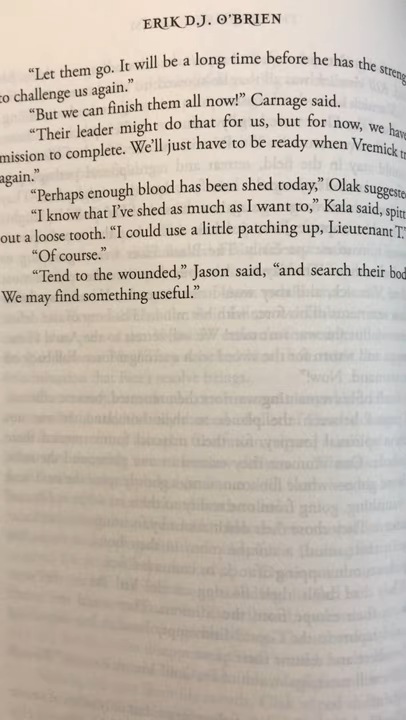 ERIK D.J. O'BRIEN
"Let them go. It will be a long time before he has the streng
to challenge us again."
"But we can finish them all now!" Carnage said.
"Their leader might do that for us, but for now, we have
mission to complete. We'll just have to be ready when Vremick tr
again."
"Perhaps enough blood has been shed today," Olak suggeste
"I know that I've shed as much as I want to," Kala said, spitt
out a loose tooth. "I could use a little patching up, Lieutenant T."
"Of course."
"Tend to the wounded," Jason said, "and search their bod
We may find something useful."